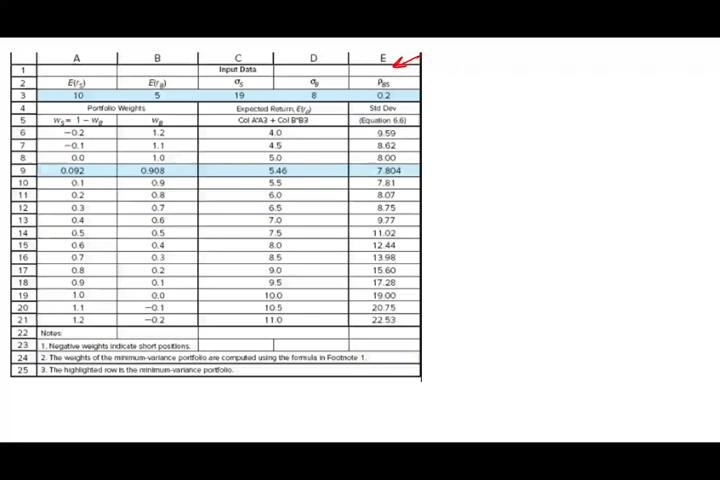 A B C D E
1 Input Data
2 E(rS) E(rB) σS σB ρBS
3 10 5 19 8 0.2
4 Portfolio Weights Expected Return, E(rp) Std Dev
5 wS = 1 − wB wB Col A*A3 + Col B*B3 (Equation 6.6)
6 −0.2 1.2 4.0 9.59
7 −0.1 1.1 4.5 8.62
8 0.0 1.0 5.0 8.00
9 0.092 0.908 5.46 7.804
10 0.1 0.9 5.5 7.81
11 0.2 0.8 6.0 8.07
12 0.3 0.7 6.5 8.75
13 0.4 0.6 7.0 9.77
14 0.5 0.5 7.5 11.02
15 0.6 0.4 8.0 12.44
16 0.7 0.3 8.5 13.98
17 0.8 0.2 9.0 15.60
18 0.9 0.1 9.5 17.28
19 1.0 0.0 10.0 19.00
20 1.1 −0.1 10.5 20.75
21 1.2 −0.2 11.0 22.53
22 Notes:
23 1. Negative weights indicate short positions.
24 2. The weights of the minimum-variance portfolio are computed using the formula in Footnote 1.
25 3. The highlighted row is the minimum-variance portfolio.